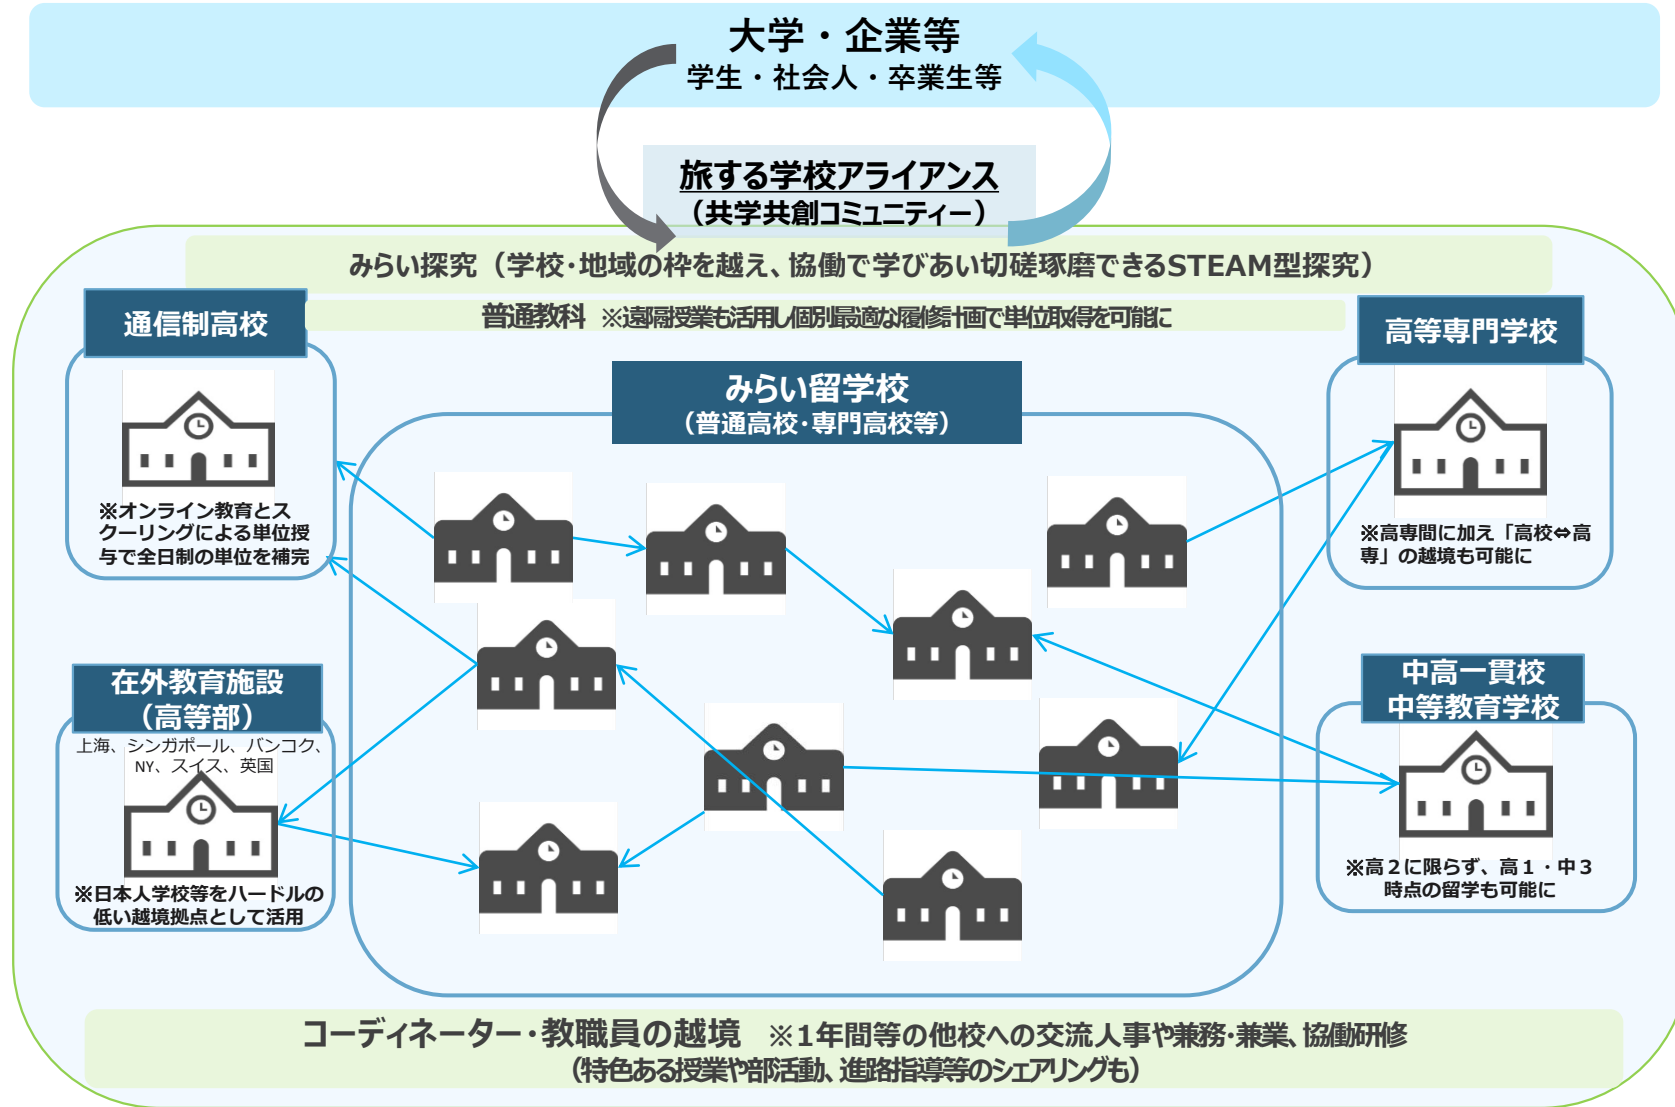 大学・企業等
学生・社会人・卒業生等
旅する学校アライアンス
（共学共創コミュニティー）
みらい探究（学校・地域の枠を越え、協働で学びあい切磋琢磨できるSTEAM型探究）
普通教科 ※遠隔授業も活用し個別最適な履修計画で単位取得を可能に
通信制高校
※オンライン教育とス
クーリングによる単位授
与で全日制の単位を補完
高等専門学校
※高専間に加え「高校⇔高
専」の越境も可能に
みらい留学校
（普通高校・専門高校等）
在外教育施設
（高等部）
上海、シンガポール、バンコク、
NY、スイス、英国
※日本人学校等をハードルの
低い越境拠点として活用
中高一貫校
中等教育学校
※高２に限らず、高１・中３
時点の留学も可能に
コーディネーター・教職員の越境 ※1年間等の他校への交流人事や兼務・兼業、協働研修
（特色ある授業や部活動、進路指導等のシェアリングも）